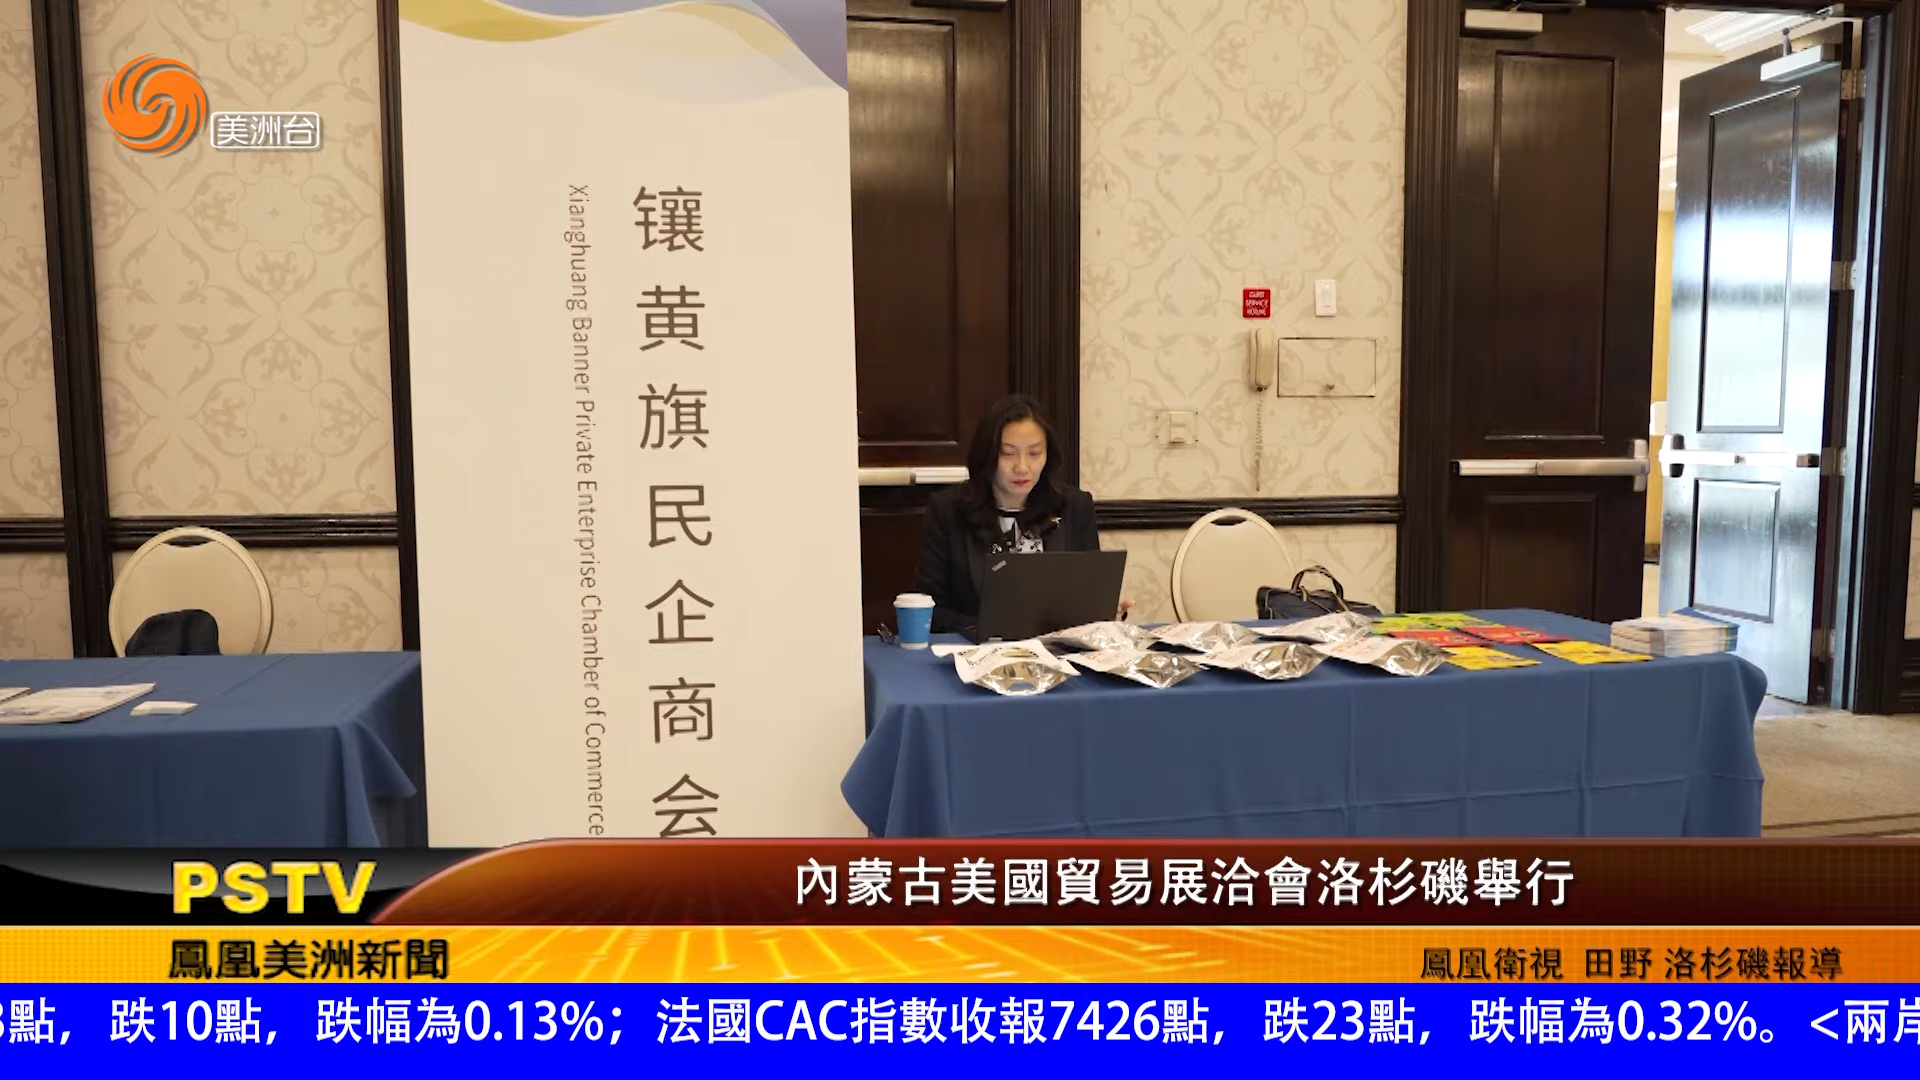 美洲台
镶黄旗民企商会
Xianghuang Banner Private Enterprise Chamber of Commerce
GUEST SERVICE HOTLINE
內蒙古美國貿易展洽會洛杉磯舉行
PSTV
鳳凰美洲新聞
鳳凰衛視 田野 洛杉磯報導
點，跌10點，跌幅為0.13%；法國CAC指數收報7426點，跌23點，跌幅為0.32%。<兩岸